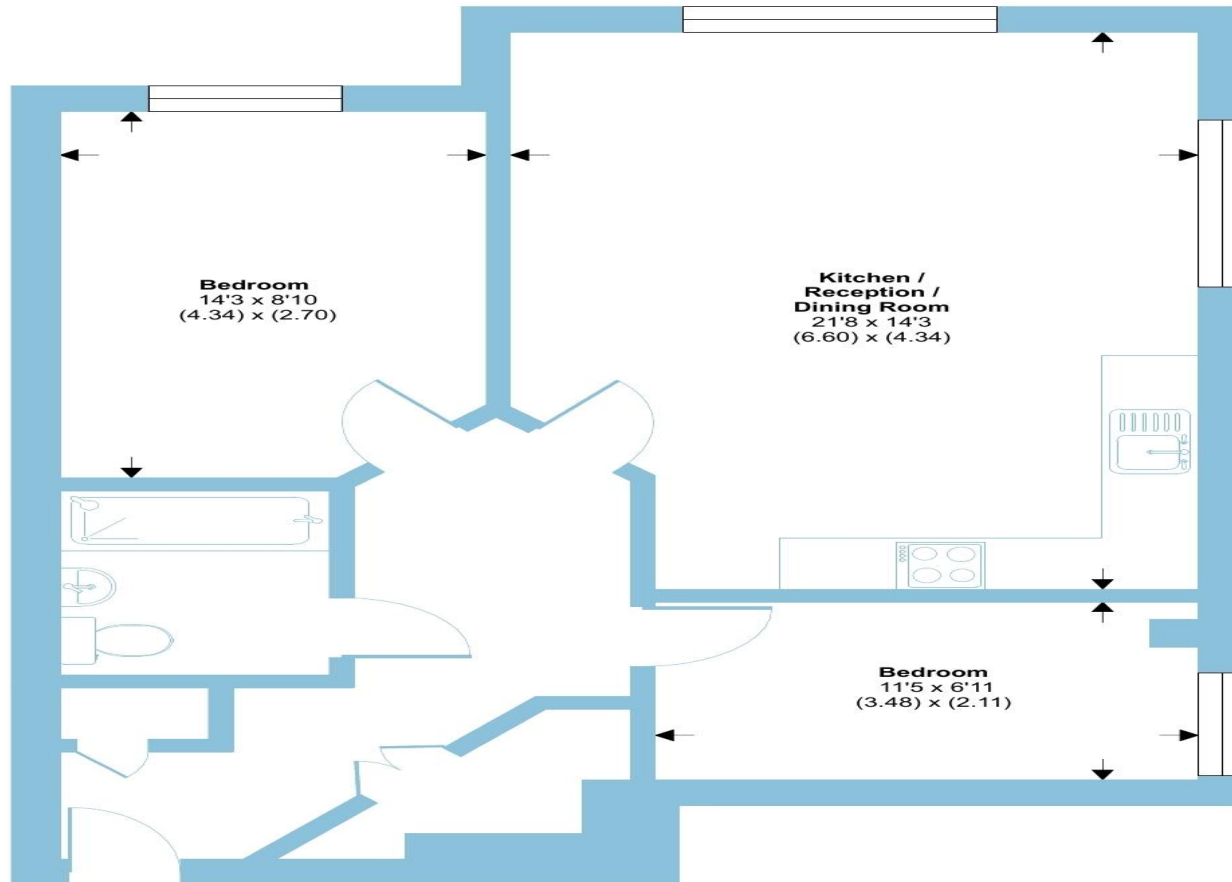 Bedroom
14'3 x 8'10
(4.34) x (2.70)
Kitchen /
Reception /
Dining Room
21'8 x 14'3
(6.60) x (4.34)
Bedroom
11'5 x 6'11
(3.48) x (2.11)